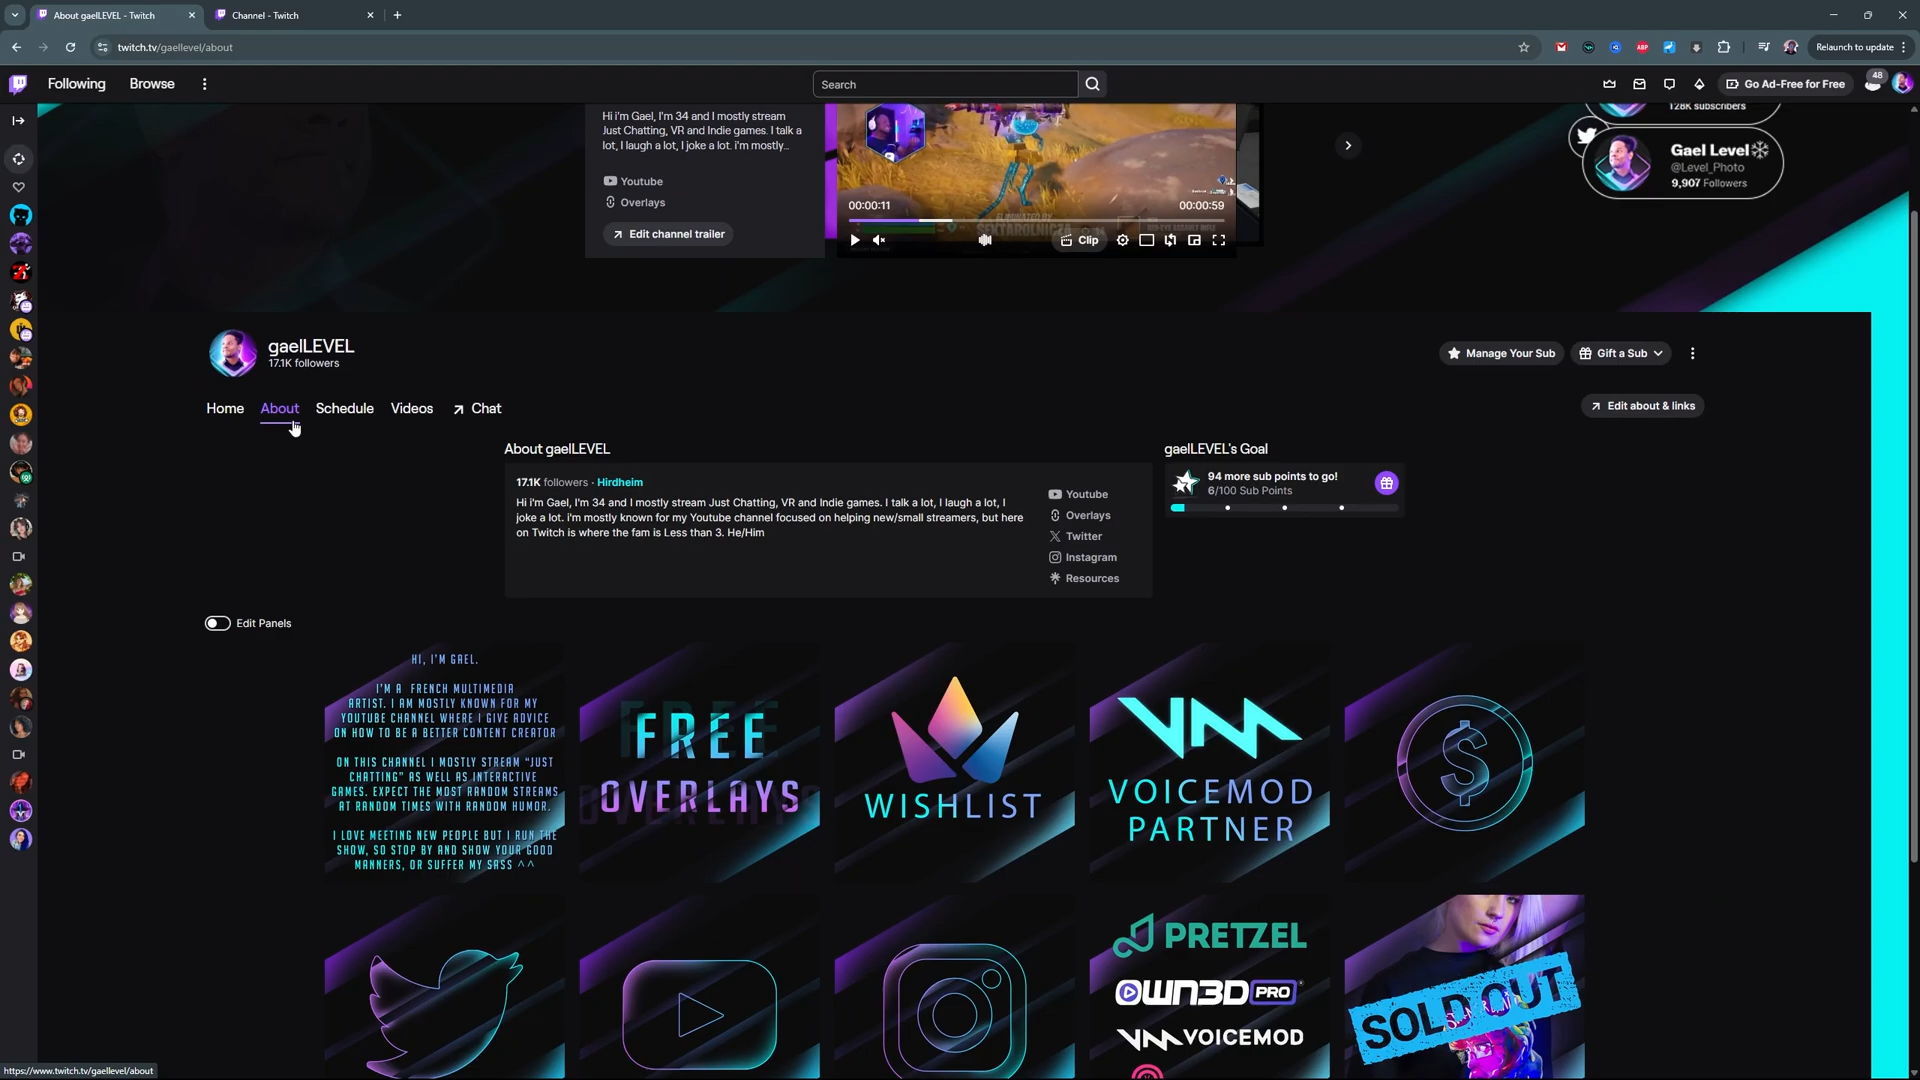 About gaelLEVEL - Twitch
Channel - Twitch
twitch.tv/gaellevel/about
Relaunch to update
Following
Browse
Search
Go Ad-Free for Free
48
128K subscribers
Gael Level
@Level_Photo
9,907 Followers
Hi i'm Gael, I'm 34 and I mostly stream
Just Chatting, VR and Indie games. I talk a
lot, I laugh a lot, I joke a lot. i'm mostly...
Youtube
Overlays
Edit channel trailer
ELIMINATED BY
00:00:11
00:00:59
Clip
gaelLEVEL
17.1K followers
Manage Your Sub
Gift a Sub
Home
About
Schedule
Videos
Chat
Edit about & links
About gaelLEVEL
17.1K followers · Hirdheim
Hi i'm Gael, I'm 34 and I mostly stream Just Chatting, VR and Indie games. I talk a lot, I laugh a lot, I
joke a lot. i'm mostly known for my Youtube channel focused on helping new/small streamers, but here
on Twitch is where the fam is Less than 3. He/Him
Youtube
Overlays
Twitter
Instagram
Resources
gaelLEVEL's Goal
94 more sub points to go!
6/100 Sub Points
Edit Panels
HI, I'M GAEL.
I'M A FRENCH MULTIMEDIA
ARTIST. I AM MOSTLY KNOWN FOR MY
YOUTUBE CHANNEL WHERE I GIVE ADVICE
ON HOW TO BE A BETTER CONTENT CREATOR
ON THIS CHANNEL I MOSTLY STREAM "JUST
CHATTING" AS WELL AS INTERACTIVE
GAMES. EXPECT THE MOST RANDOM STREAMS
AT RANDOM TIMES WITH RANDOM HUMOR.
I LOVE MEETING NEW PEOPLE BUT I RUN THE
SHOW, SO STOP BY AND SHOW YOUR GOOD
MANNERS, OR SUFFER MY SASS ^^
FREE
OVERLAYS
WISHLIST
VM
VOICEMOD
PARTNER
$
PRETZEL
OWN3D PRO
VM VOICEMOD
SOLD OUT
https://www.twitch.tv/gaellevel/about